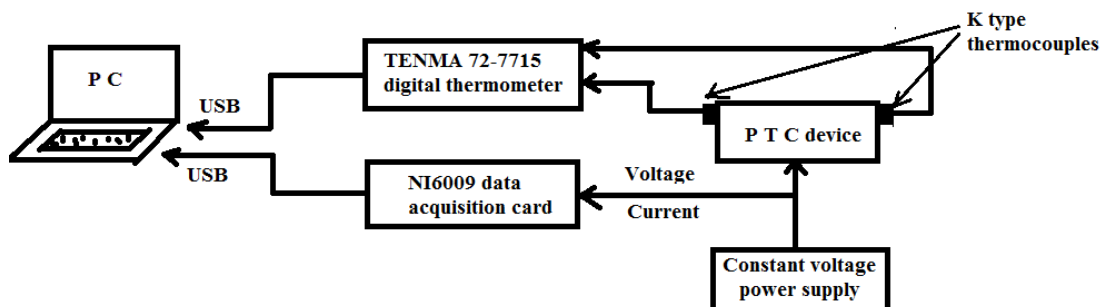 K type
thermocouples
P C
TENMA 72-7715
digital thermometer
USB
P T C device
USB
NI6009 data
acquisition card
Voltage
Current
Constant voltage
power supply